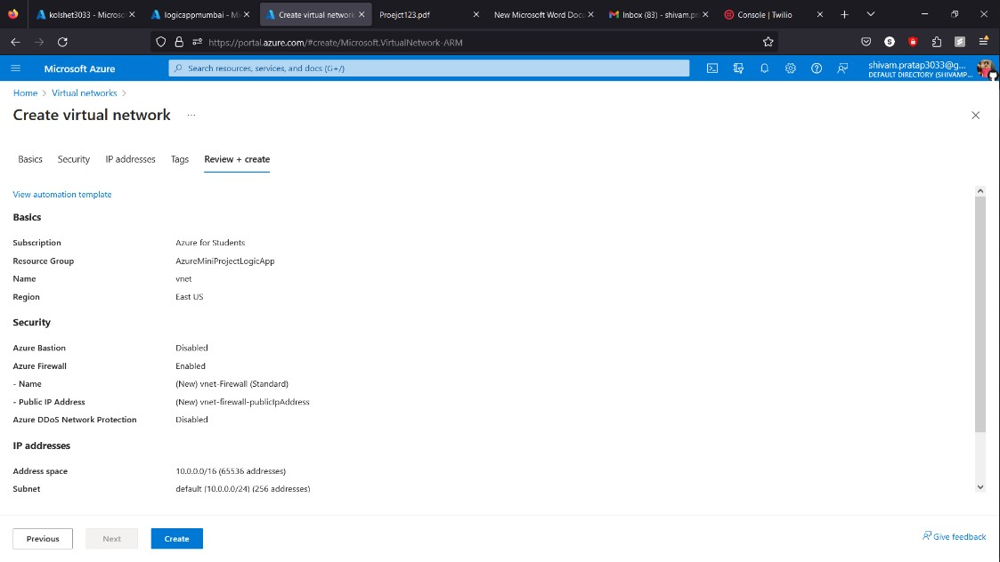 kolshet3033 - Microso
logicappmumbai - Mi
Create virtual network
Proejct123.pdf
New Microsoft Word Docu
Inbox (83) - shivam.pra
Console | Twilio
https://portal.azure.com/#create/Microsoft.VirtualNetwork-ARM
Microsoft Azure
Search resources, services, and docs (G+/)
shivam.pratap3033@g...
DEFAULT DIRECTORY (SHIVAMP...
Home > Virtual networks >
Create virtual network ...
Basics Security IP addresses Tags Review + create
View automation template
Basics
Subscription Azure for Students
Resource Group AzureMiniProjectLogicApp
Name vnet
Region East US
Security
Azure Bastion Disabled
Azure Firewall Enabled
- Name (New) vnet-Firewall (Standard)
- Public IP Address (New) vnet-firewall-publicIpAddress
Azure DDoS Network Protection Disabled
IP addresses
Address space 10.0.0.0/16 (65536 addresses)
Subnet default (10.0.0.0/24) (256 addresses)
Previous Next Create
Give feedback